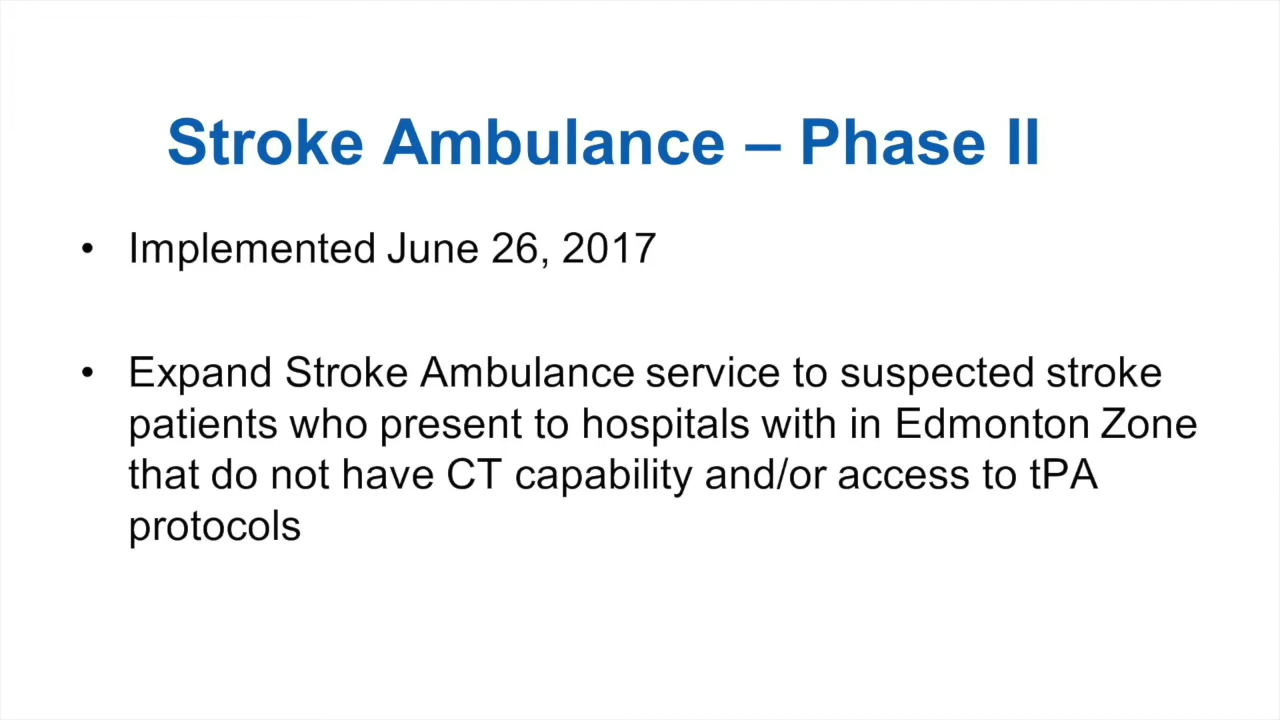 Stroke Ambulance – Phase II
• Implemented June 26, 2017
• Expand Stroke Ambulance service to suspected stroke
patients who present to hospitals with in Edmonton Zone
that do not have CT capability and/or access to tPA
protocols